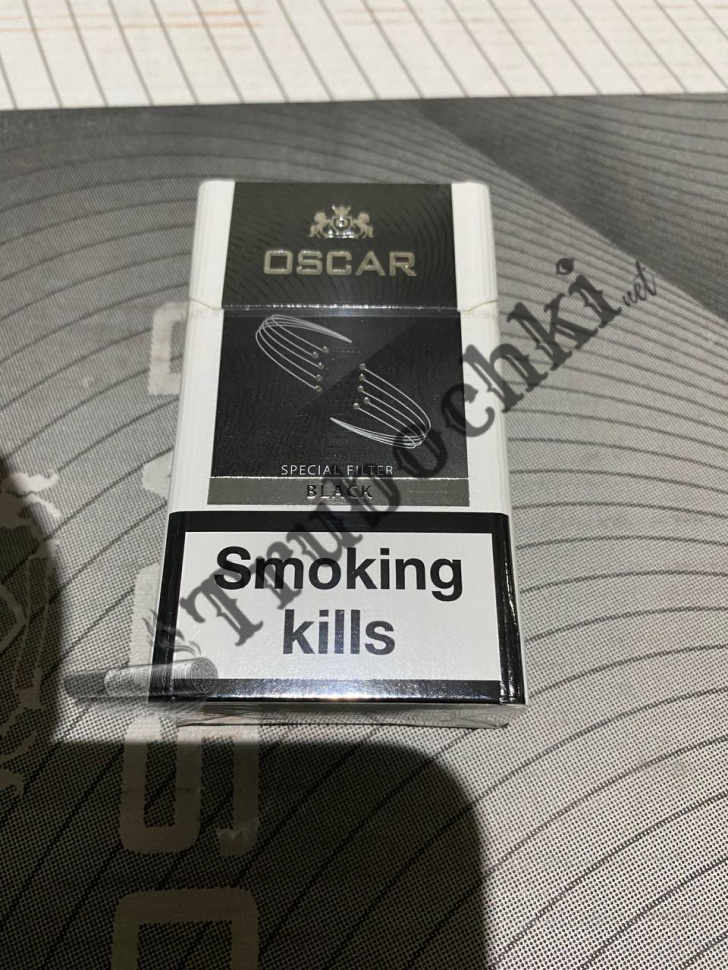 OSCAR
SPECIAL FILTER
BLACK
Smoking
kills
Trubochki.net